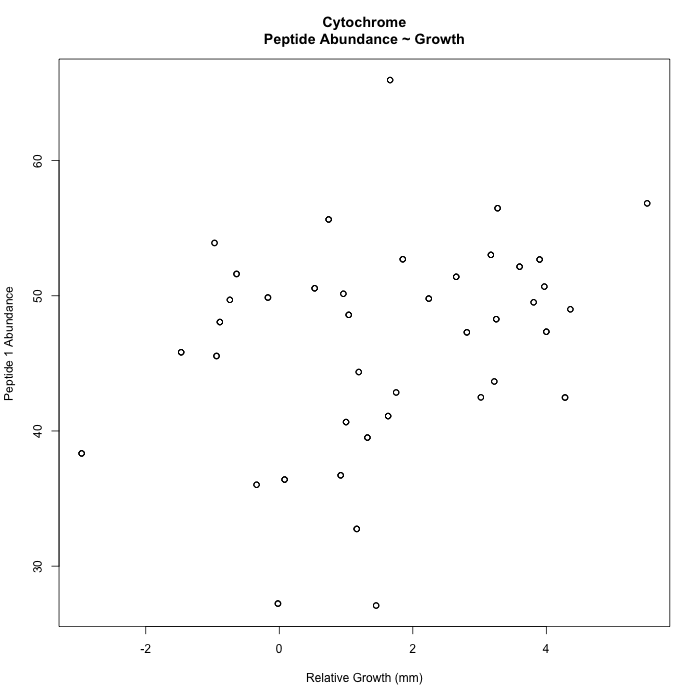 Cytochrome
Peptide Abundance ~ Growth
60
50
40
30
Peptide 1 Abundance
-2 0 2 4
Relative Growth (mm)